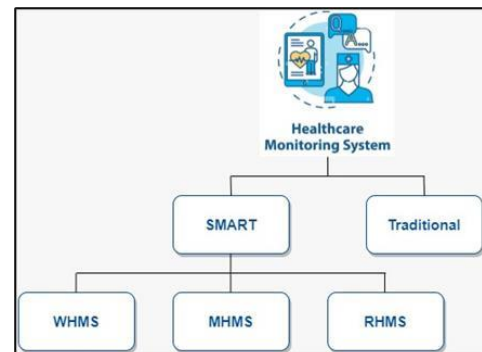 Q
A
Healthcare
Monitoring System
SMART
Traditional
WHMS
MHMS
RHMS